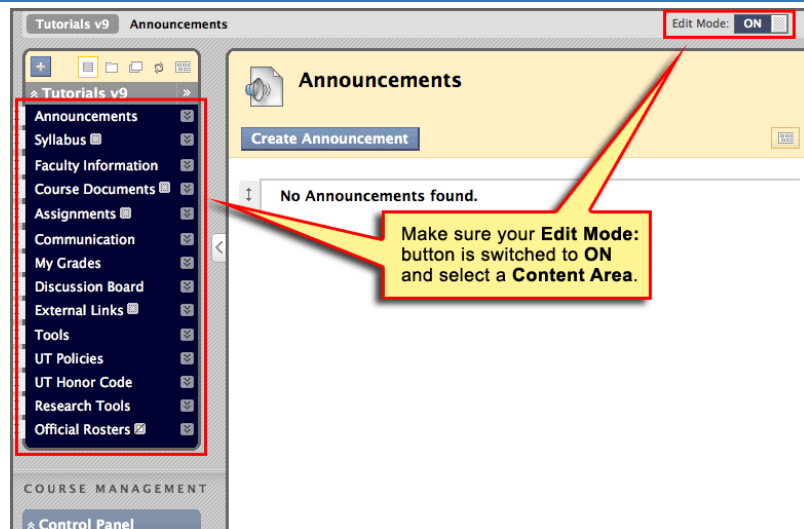 Tutorials v9 Announcements
Edit Mode: ON
Tutorials v9
Announcements
Syllabus
Faculty Information
Course Documents
Assignments
Communication
My Grades
Discussion Board
External Links
Tools
UT Policies
UT Honor Code
Research Tools
Official Rosters
COURSE MANAGEMENT
Control Panel
Announcements
Create Announcement
No Announcements found.
Make sure your Edit Mode:
button is switched to ON
and select a Content Area.